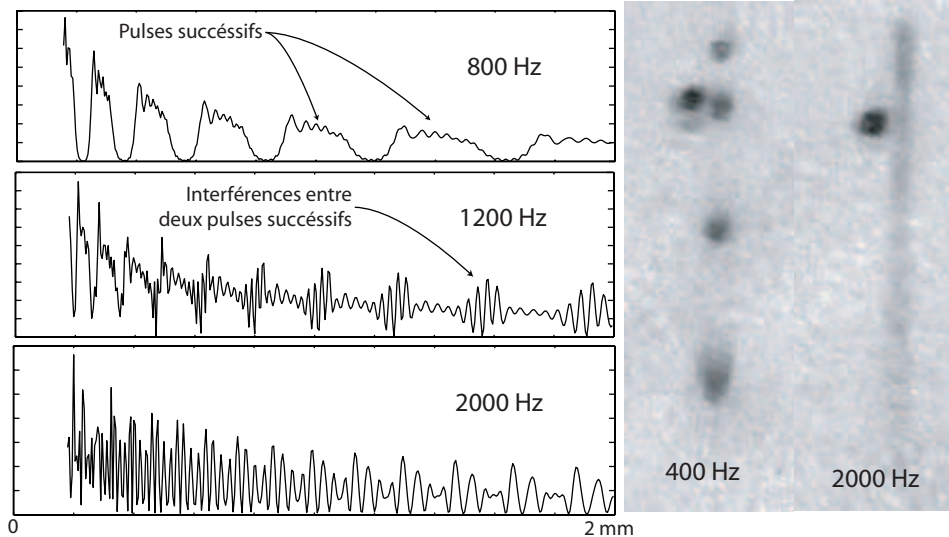 Pulses succéssifs
800 Hz
Interférences entre
deux pulses succéssifs
1200 Hz
2000 Hz
0
2 mm
400 Hz
2000 Hz